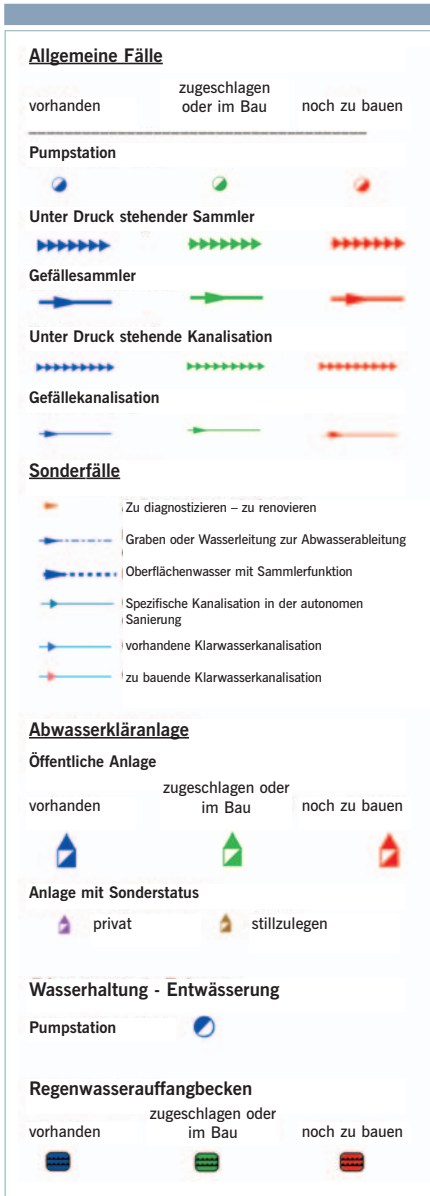 Allgemeine Fälle
vorhanden zugeschlagen oder im Bau noch zu bauen
Pumpstation
Unter Druck stehender Sammler
Gefällesammler
Unter Druck stehende Kanalisation
Gefällekanalisation
Sonderfälle
Zu diagnostizieren – zu renovieren
Graben oder Wasserleitung zur Abwasserableitung
Oberflächenwasser mit Sammlerfunktion
Spezifische Kanalisation in der autonomen
Sanierung
vorhandene Klarwasserkanalisation
zu bauende Klarwasserkanalisation
Abwasserkläranlage
Öffentliche Anlage
vorhanden zugeschlagen oder im Bau noch zu bauen
Anlage mit Sonderstatus
privat stillzulegen
Wasserhaltung - Entwässerung
Pumpstation
Regenwasserauffangbecken
vorhanden zugeschlagen oder im Bau noch zu bauen